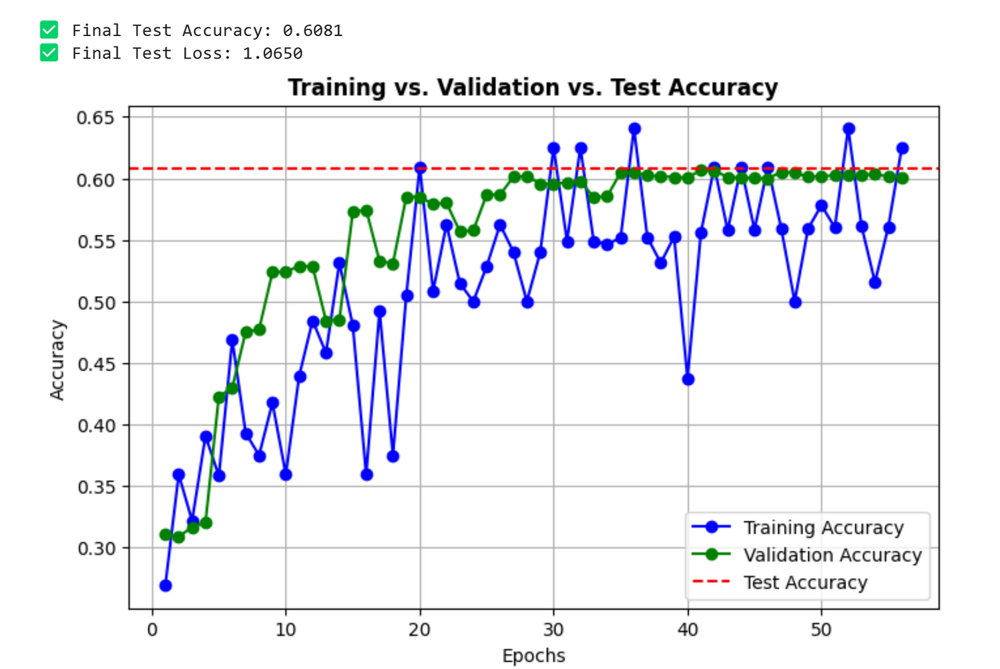 ✅ Final Test Accuracy: 0.6081
✅ Final Test Loss: 1.0650
Training vs. Validation vs. Test Accuracy
0.65
0.60
0.55
0.50
0.45
0.40
0.35
0.30
Accuracy
Training Accuracy
Validation Accuracy
Test Accuracy
0 10 20 30 40 50
Epochs